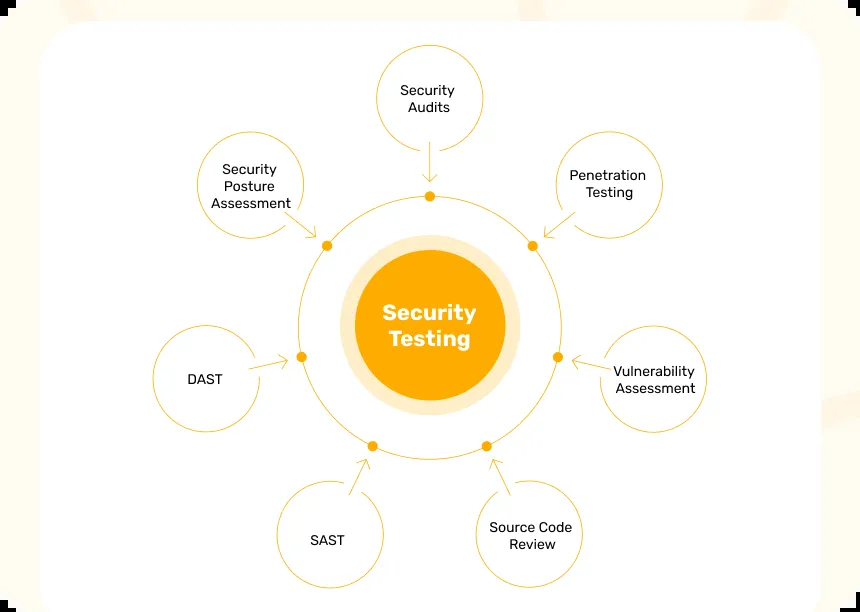 Security
Audits
Penetration
Testing
Vulnerability
Assessment
Source Code
Review
SAST
DAST
Security
Posture
Assessment
Security
Testing